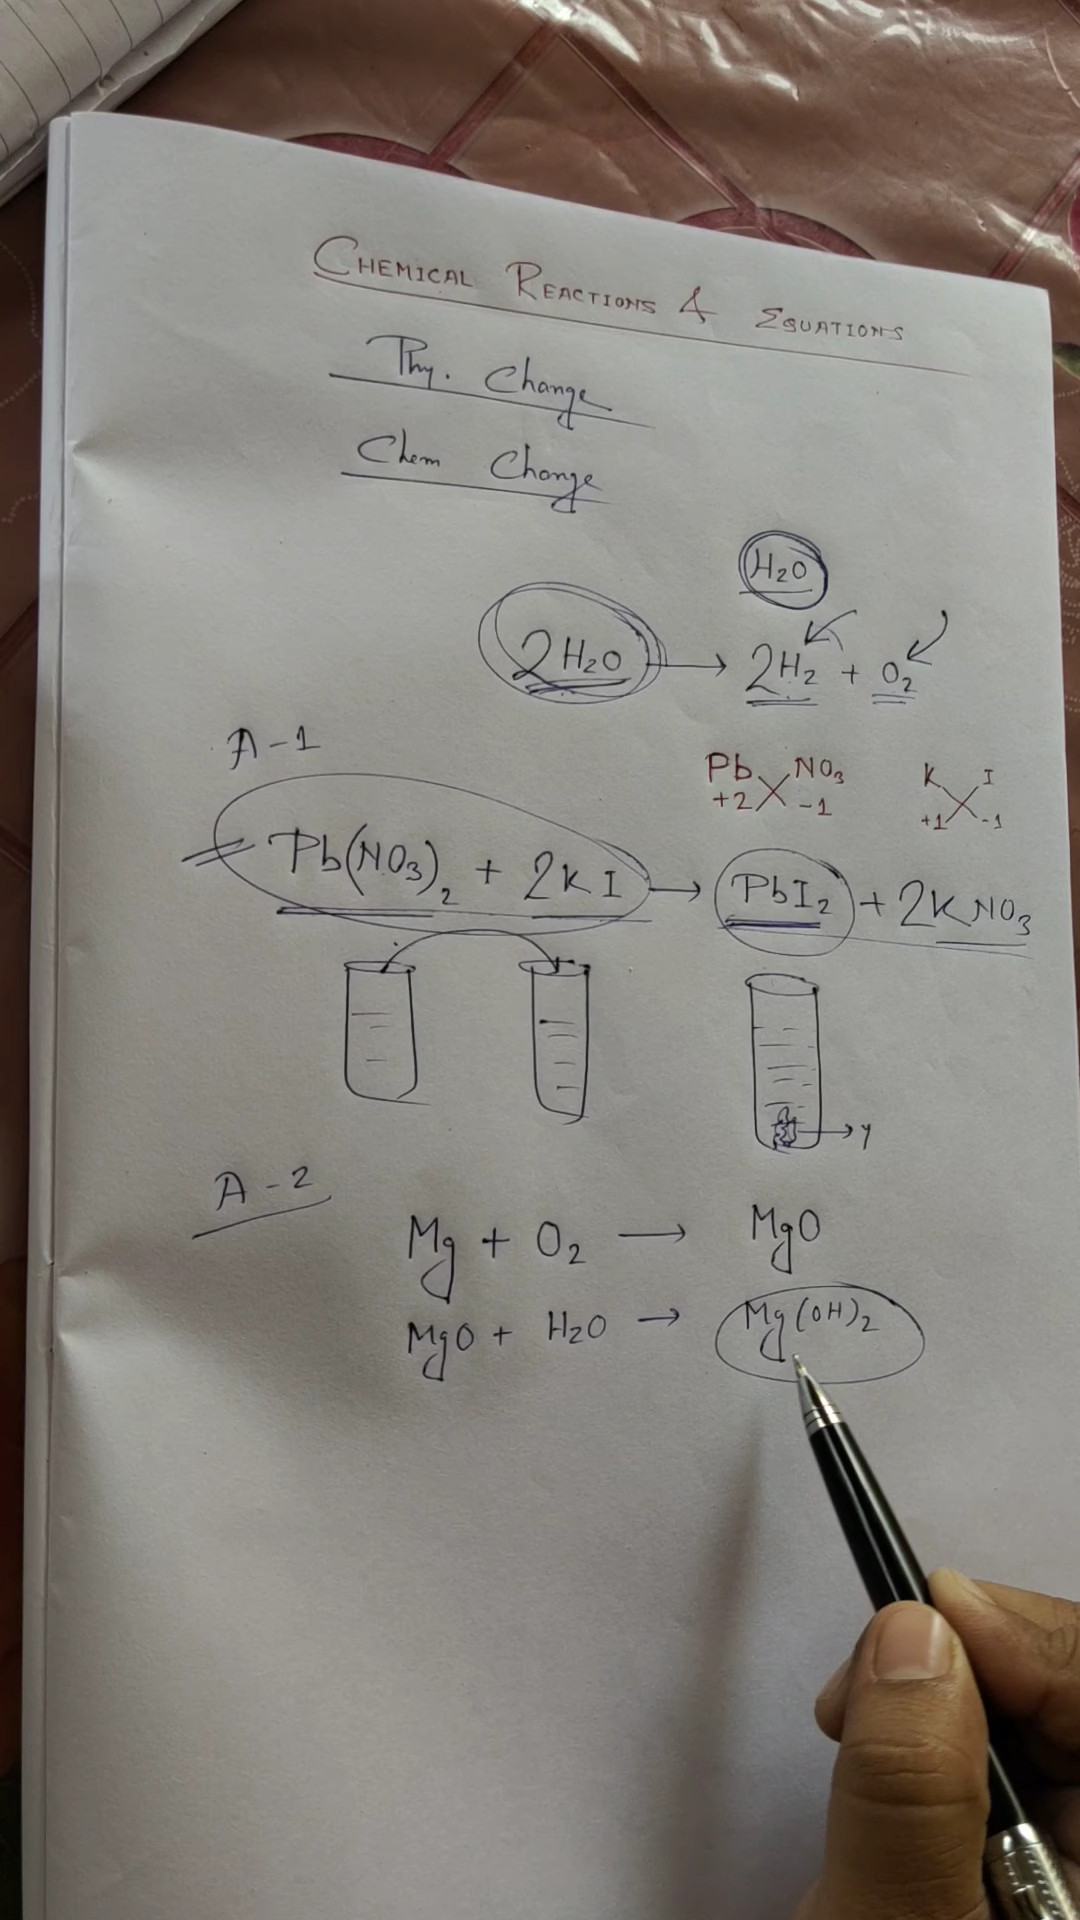 CHEMICAL REACTIONS & EQUATIONS
Phy. Change
Chem Change
H₂O
2H₂O → 2H₂ + O₂
A-1
Pb NO₃ K I
+2 -1 +1 -1
Pb(NO₃)₂ + 2KI → PbI₂ + 2KNO₃
→ y
A-2
Mg + O₂ → MgO
MgO + H₂O → Mg(OH)₂